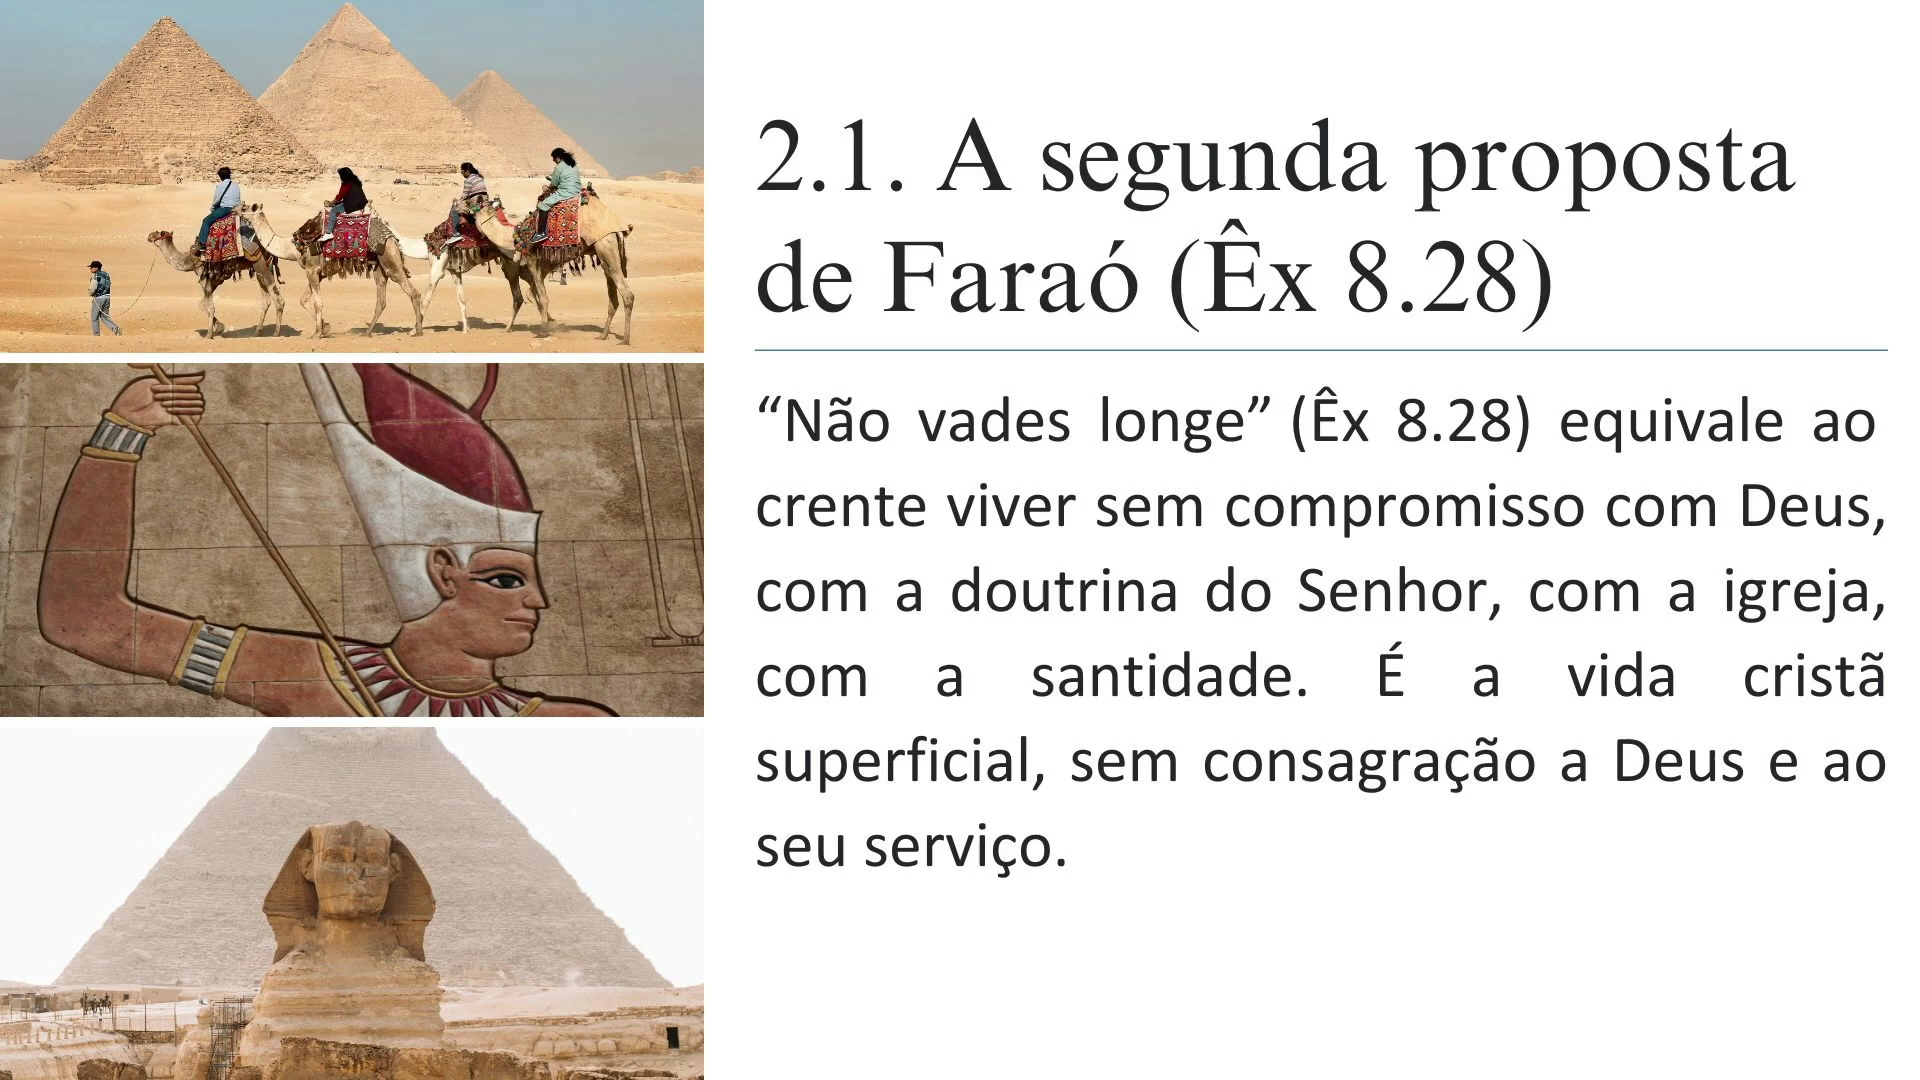 2.1. A segunda proposta
de Faraó (Êx 8.28)
“Não vades longe” (Êx 8.28) equivale ao
crente viver sem compromisso com Deus,
com a doutrina do Senhor, com a igreja,
com a santidade. É a vida cristã
superficial, sem consagração a Deus e ao
seu serviço.